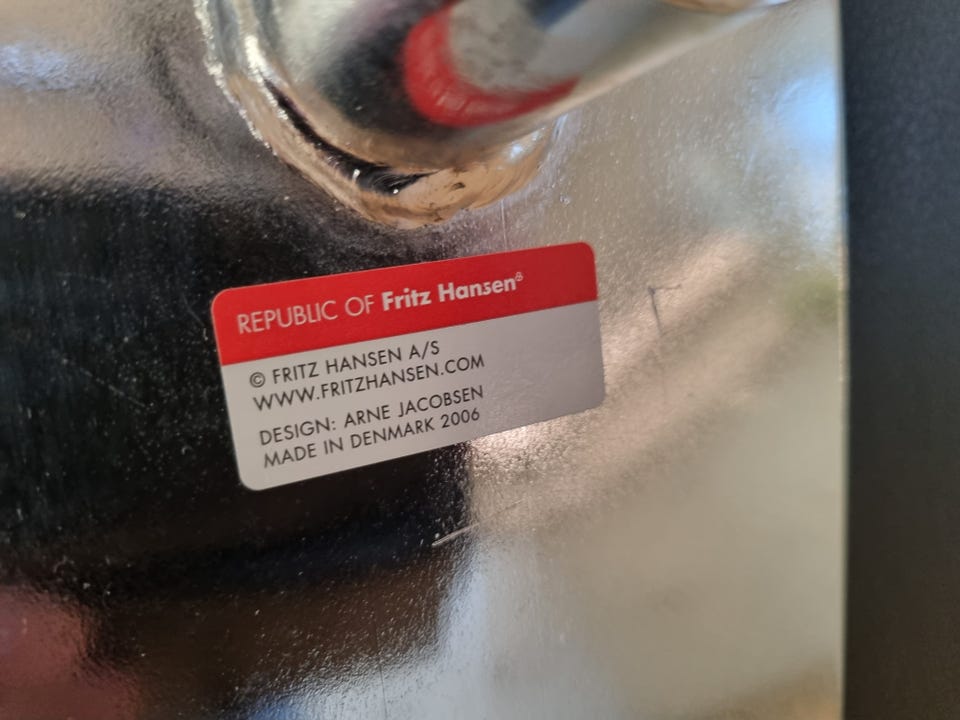 REPUBLIC OF Fritz Hansen®
© FRITZ HANSEN A/S
WWW.FRITZHANSEN.COM
DESIGN: ARNE JACOBSEN
MADE IN DENMARK 2006